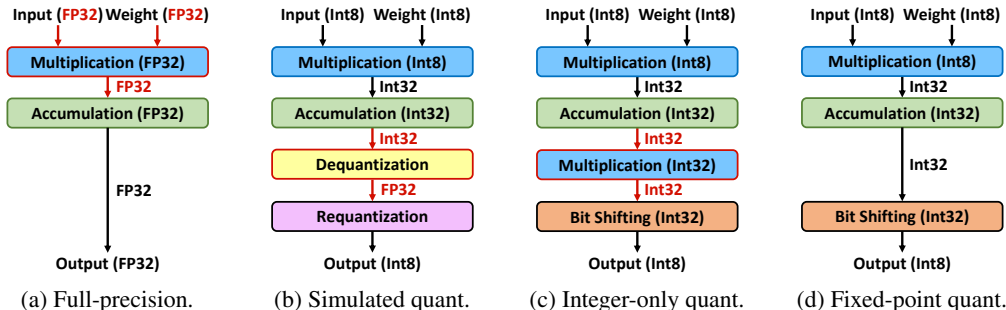 Input (FP32) Weight (FP32)
Multiplication (FP32)
FP32
Accumulation (FP32)
FP32
Output (FP32)
(a) Full-precision.
Input (Int8) Weight (Int8)
Multiplication (Int8)
Int32
Accumulation (Int32)
Int32
Dequantization
FP32
Requantization
Output (Int8)
(b) Simulated quant.
Input (Int8) Weight (Int8)
Multiplication (Int8)
Int32
Accumulation (Int32)
Int32
Multiplication (Int32)
Int32
Bit Shifting (Int32)
Output (Int8)
(c) Integer-only quant.
Input (Int8) Weight (Int8)
Multiplication (Int8)
Int32
Accumulation (Int32)
Int32
Bit Shifting (Int32)
Output (Int8)
(d) Fixed-point quant.